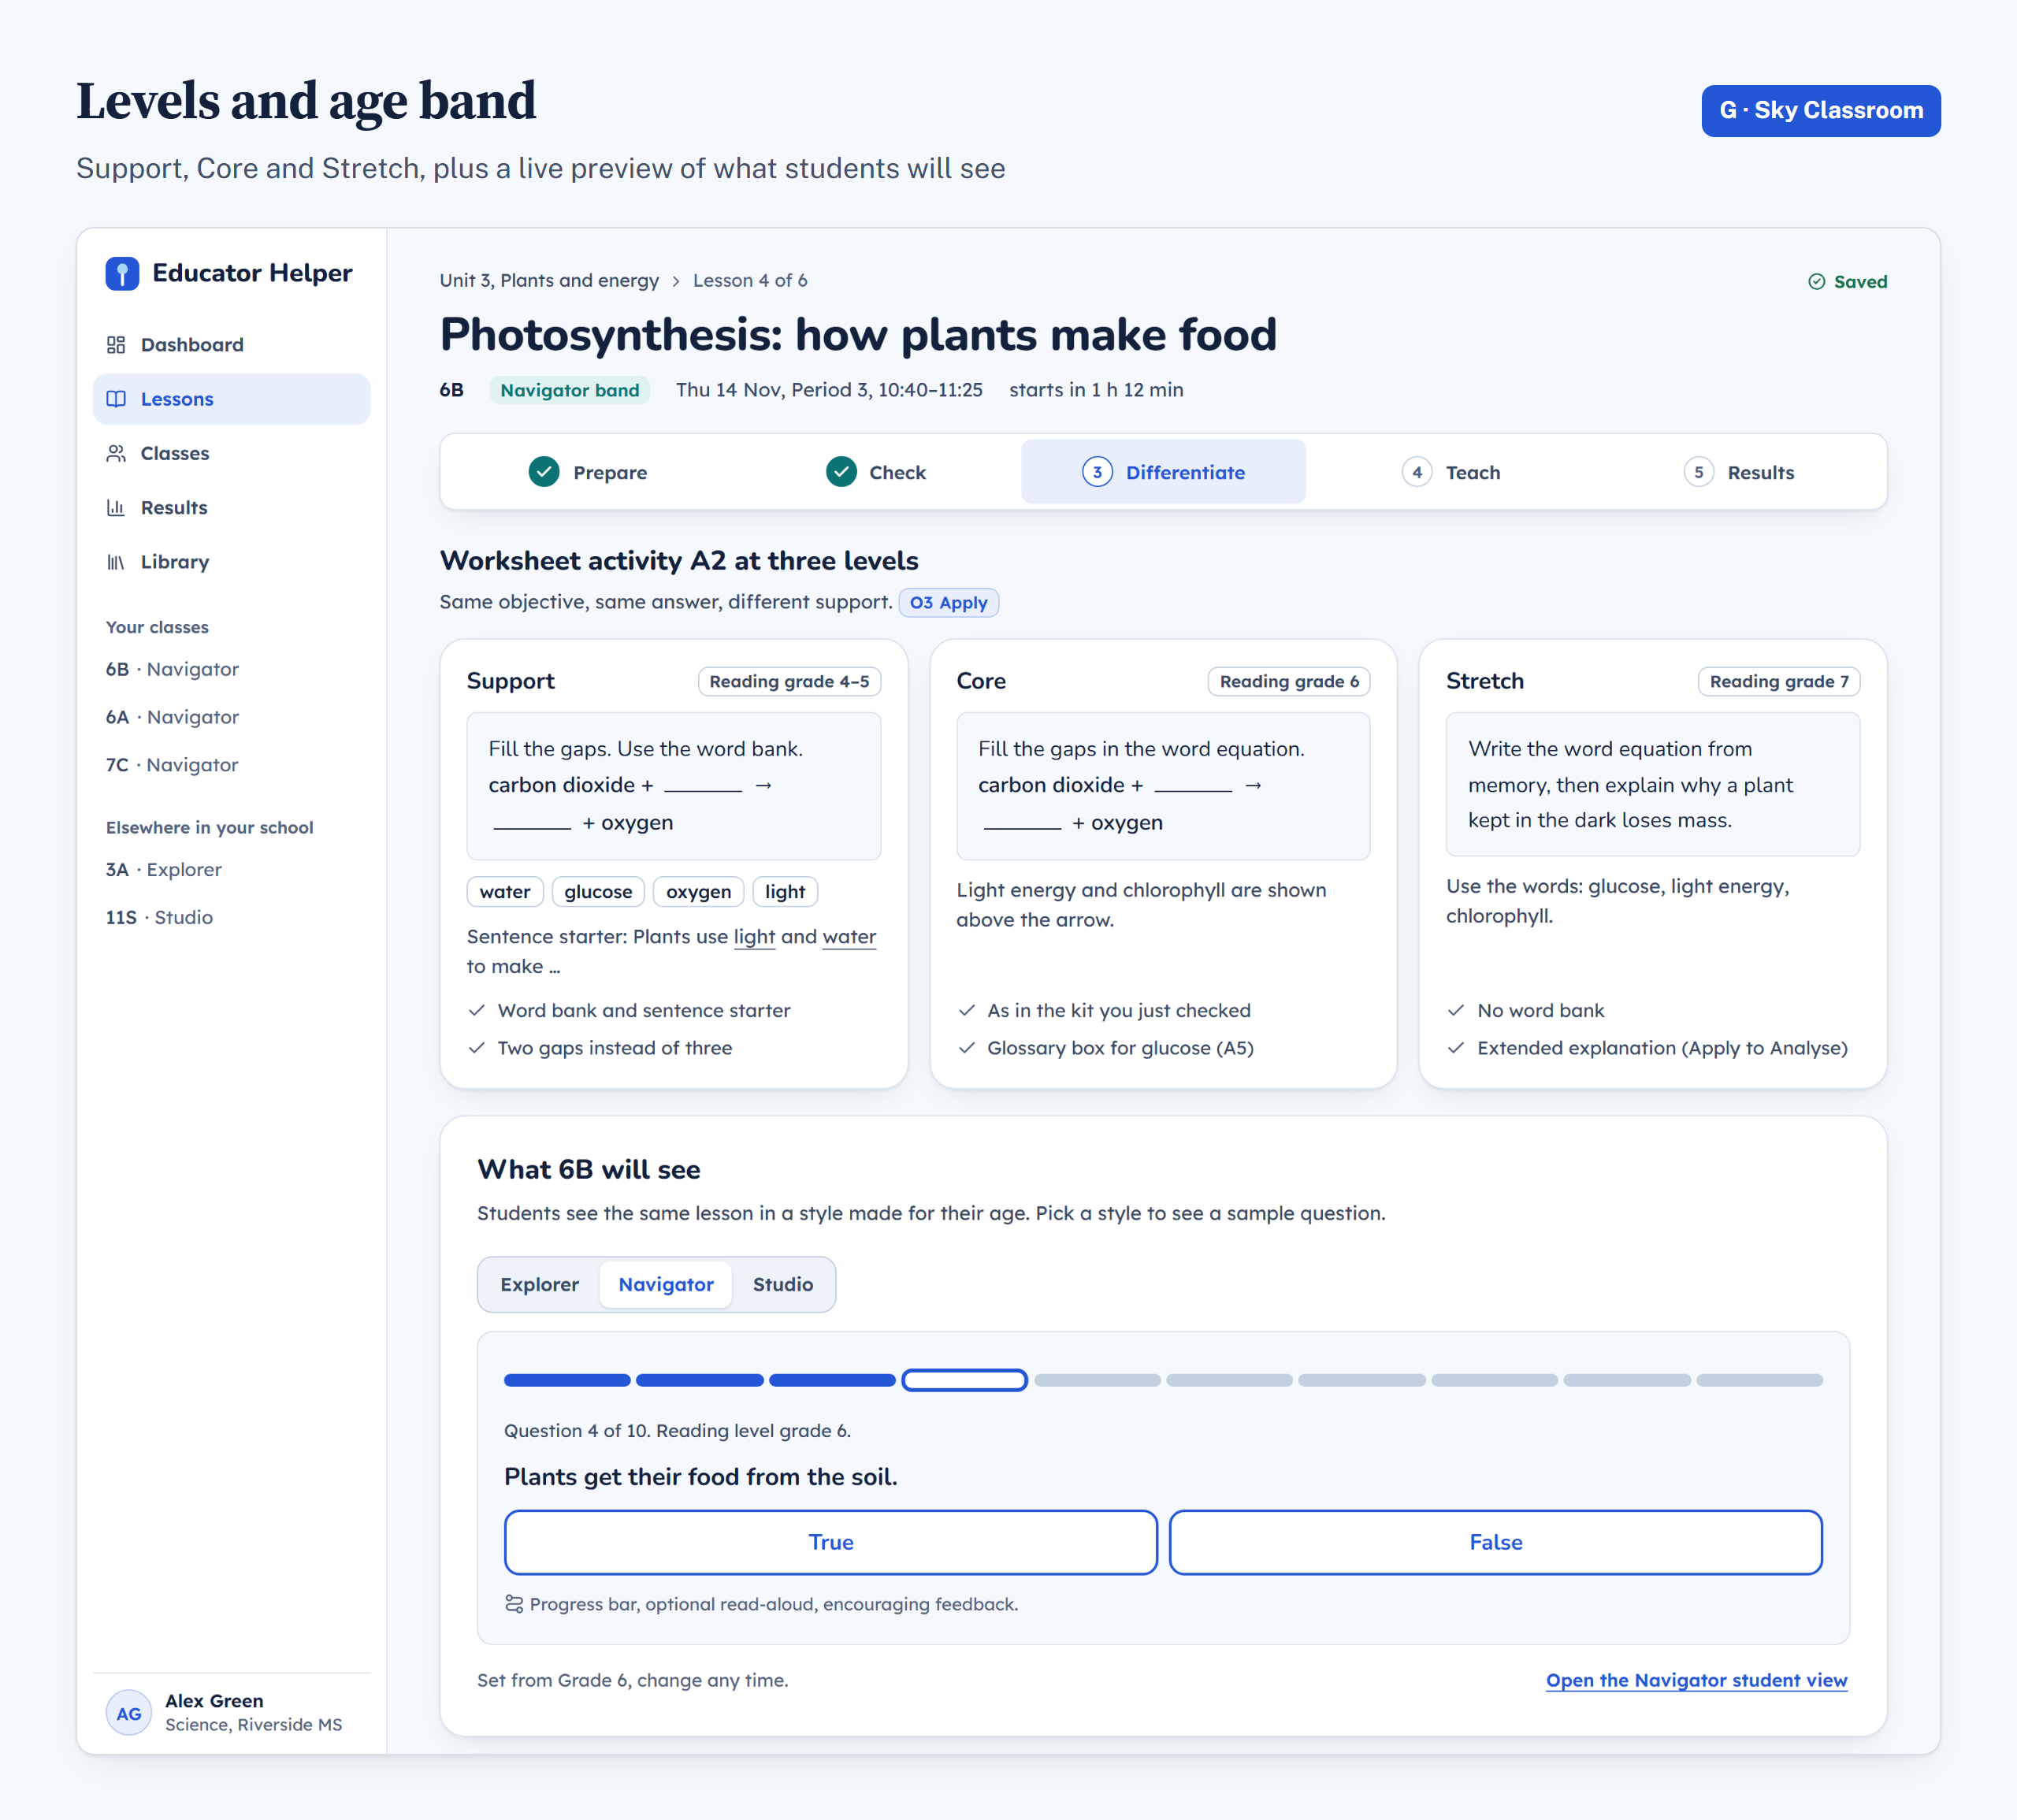 Levels and age band
G · Sky Classroom
Support, Core and Stretch, plus a live preview of what students will see
Educator Helper
Dashboard
Lessons
Classes
Results
Library
Your classes
6B · Navigator
6A · Navigator
7C · Navigator
Elsewhere in your school
3A · Explorer
11S · Studio
AG
Alex Green
Science, Riverside MS
Unit 3, Plants and energy > Lesson 4 of 6
Saved
Photosynthesis: how plants make food
6B Navigator band Thu 14 Nov, Period 3, 10:40–11:25 starts in 1 h 12 min
Prepare
Check
3 Differentiate
4 Teach
5 Results
Worksheet activity A2 at three levels
Same objective, same answer, different support. O3 Apply
Support
Reading grade 4–5
Fill the gaps. Use the word bank.
carbon dioxide + ______ →
______ + oxygen
water glucose oxygen light
Sentence starter: Plants use light and water
to make …
Word bank and sentence starter
Two gaps instead of three
Core
Reading grade 6
Fill the gaps in the word equation.
carbon dioxide + ______ →
______ + oxygen
Light energy and chlorophyll are shown
above the arrow.
As in the kit you just checked
Glossary box for glucose (A5)
Stretch
Reading grade 7
Write the word equation from
memory, then explain why a plant
kept in the dark loses mass.
Use the words: glucose, light energy,
chlorophyll.
No word bank
Extended explanation (Apply to Analyse)
What 6B will see
Students see the same lesson in a style made for their age. Pick a style to see a sample question.
Explorer Navigator Studio
Question 4 of 10. Reading level grade 6.
Plants get their food from the soil.
True
False
Progress bar, optional read-aloud, encouraging feedback.
Set from Grade 6, change any time.
Open the Navigator student view